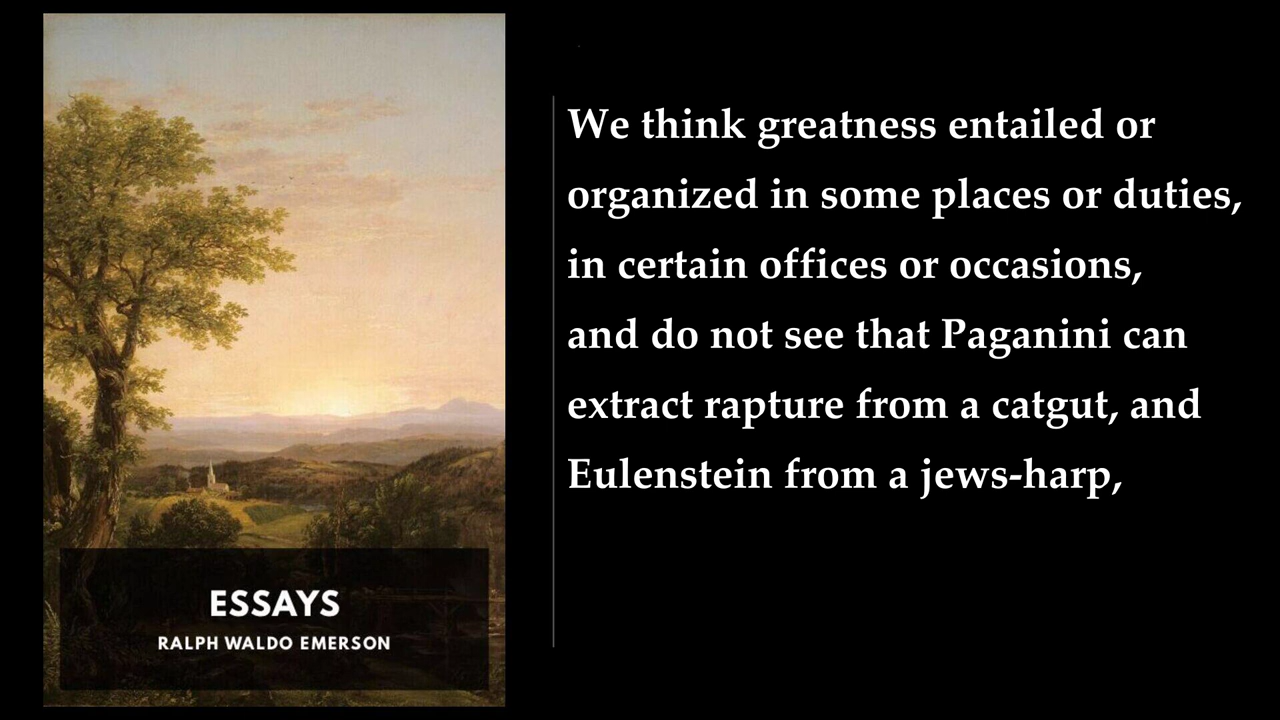 ESSAYS
RALPH WALDO EMERSON
We think greatness entailed or
organized in some places or duties,
in certain offices or occasions,
and do not see that Paganini can
extract rapture from a catgut, and
Eulenstein from a jews-harp,